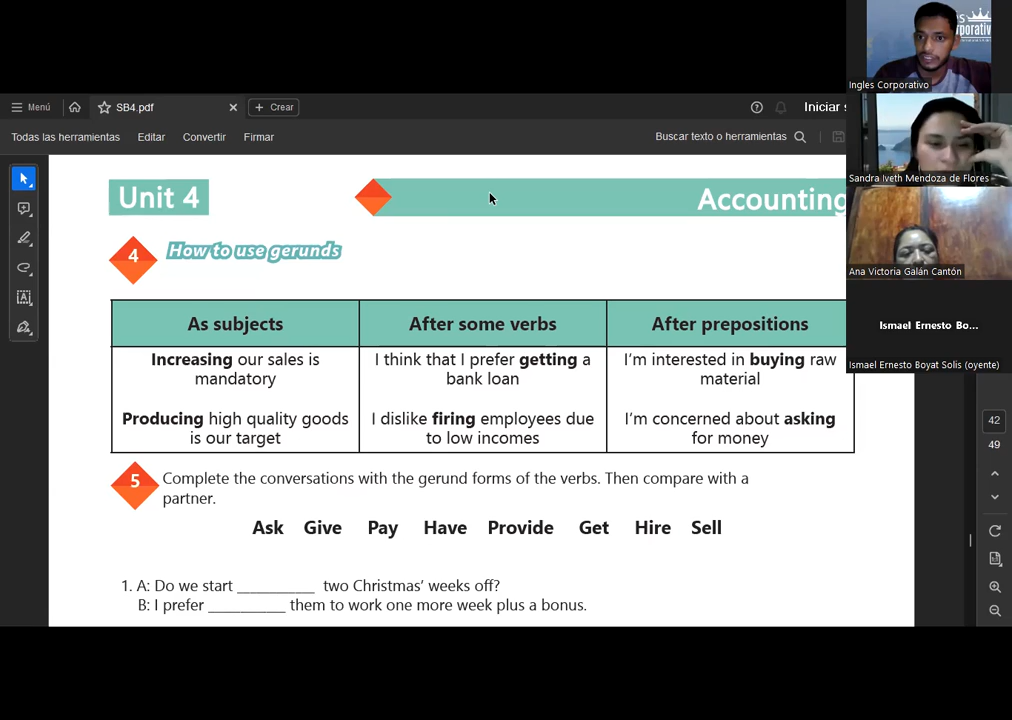 Menú
SB4.pdf
Crear
Iniciar s
Todas las herramientas
Editar
Convertir
Firmar
Buscar texto o herramientas
Unit 4
Accounting
4
How to use gerunds
As subjects
After some verbs
After prepositions
Increasing our sales is
mandatory
Producing high quality goods
is our target
I think that I prefer getting a
bank loan
I dislike firing employees due
to low incomes
I'm interested in buying raw
material
I'm concerned about asking
for money
5
Complete the conversations with the gerund forms of the verbs. Then compare with a
partner.
Ask Give Pay Have Provide Get Hire Sell
1. A: Do we start __________ two Christmas' weeks off?
B: I prefer __________ them to work one more week plus a bonus.
Ingles Corporativo
Sandra Iveth Mendoza de Flores
Ana Victoria Galán Cantón
Ismael Ernesto Bo...
Ismael Ernesto Boyat Solis (oyente)
42
49